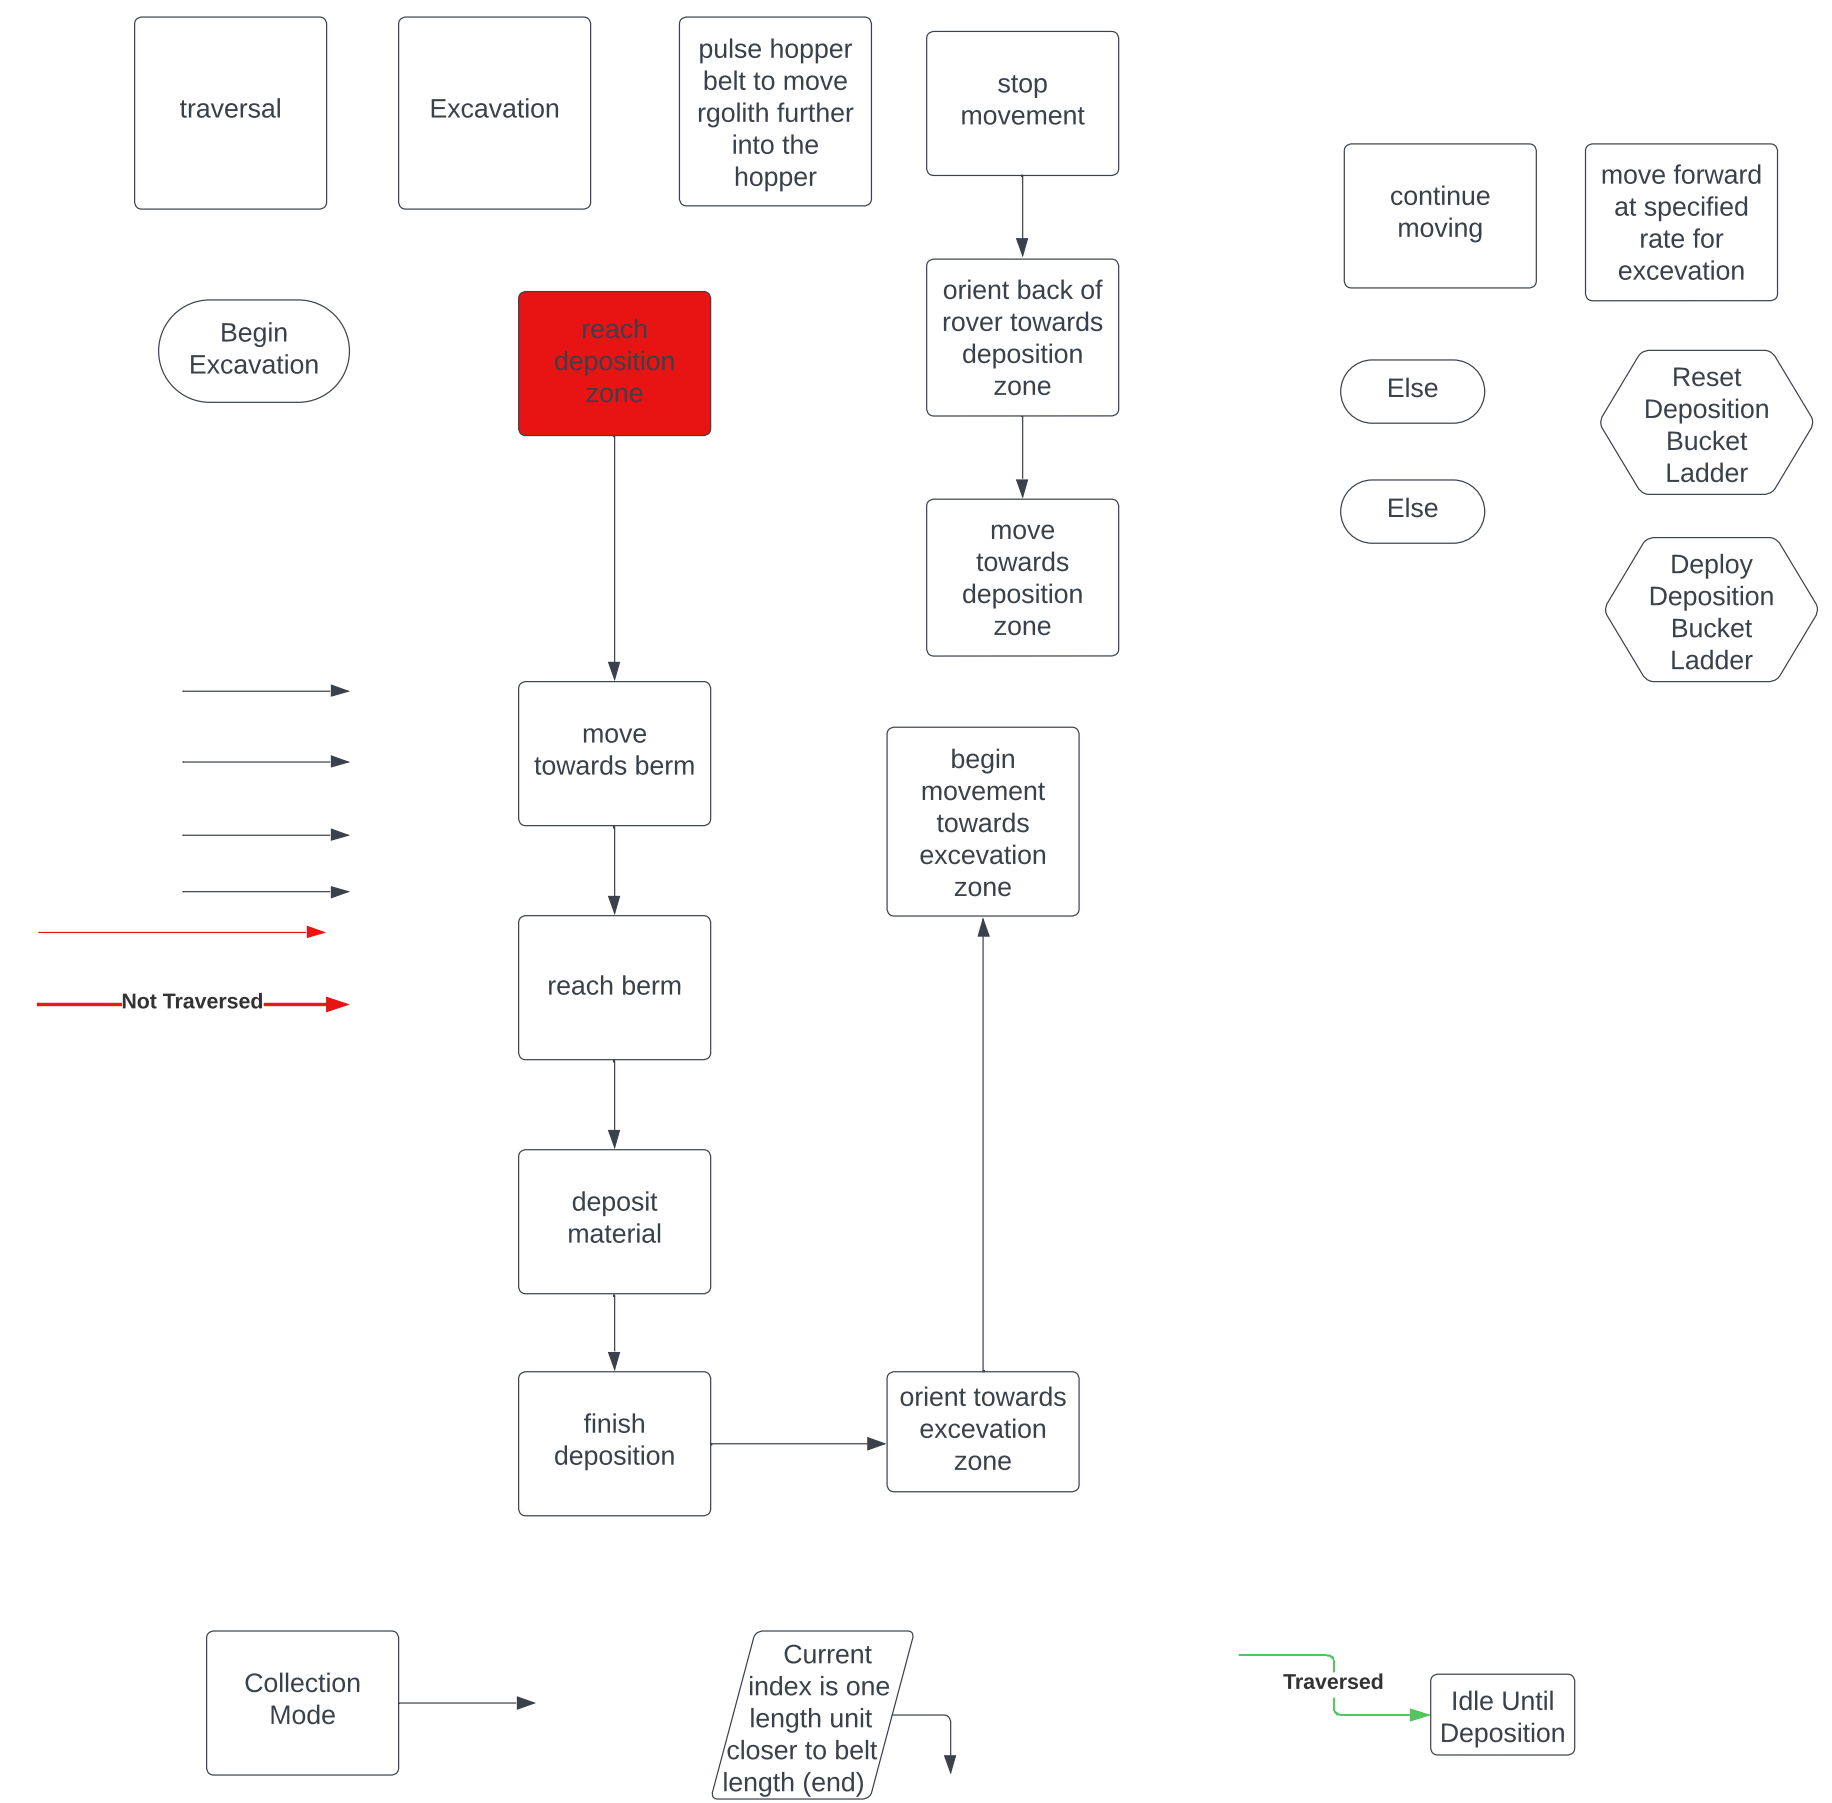 traversal
Excavation
pulse hopper
belt to move
rgolith further
into the
hopper
stop
movement
continue
moving
move forward
at specified
rate for
excevation
Begin
Excavation
reach
deposition
zone
orient back of
rover towards
deposition
zone
Else
Reset
Deposition
Bucket
Ladder
Else
move
towards
deposition
zone
Deploy
Deposition
Bucket
Ladder
move
towards berm
begin
movement
towards
excevation
zone
reach berm
Not Traversed
deposit
material
finish
deposition
orient towards
excevation
zone
Collection
Mode
Current
index is one
length unit
closer to belt
length (end)
Traversed
Idle Until
Deposition